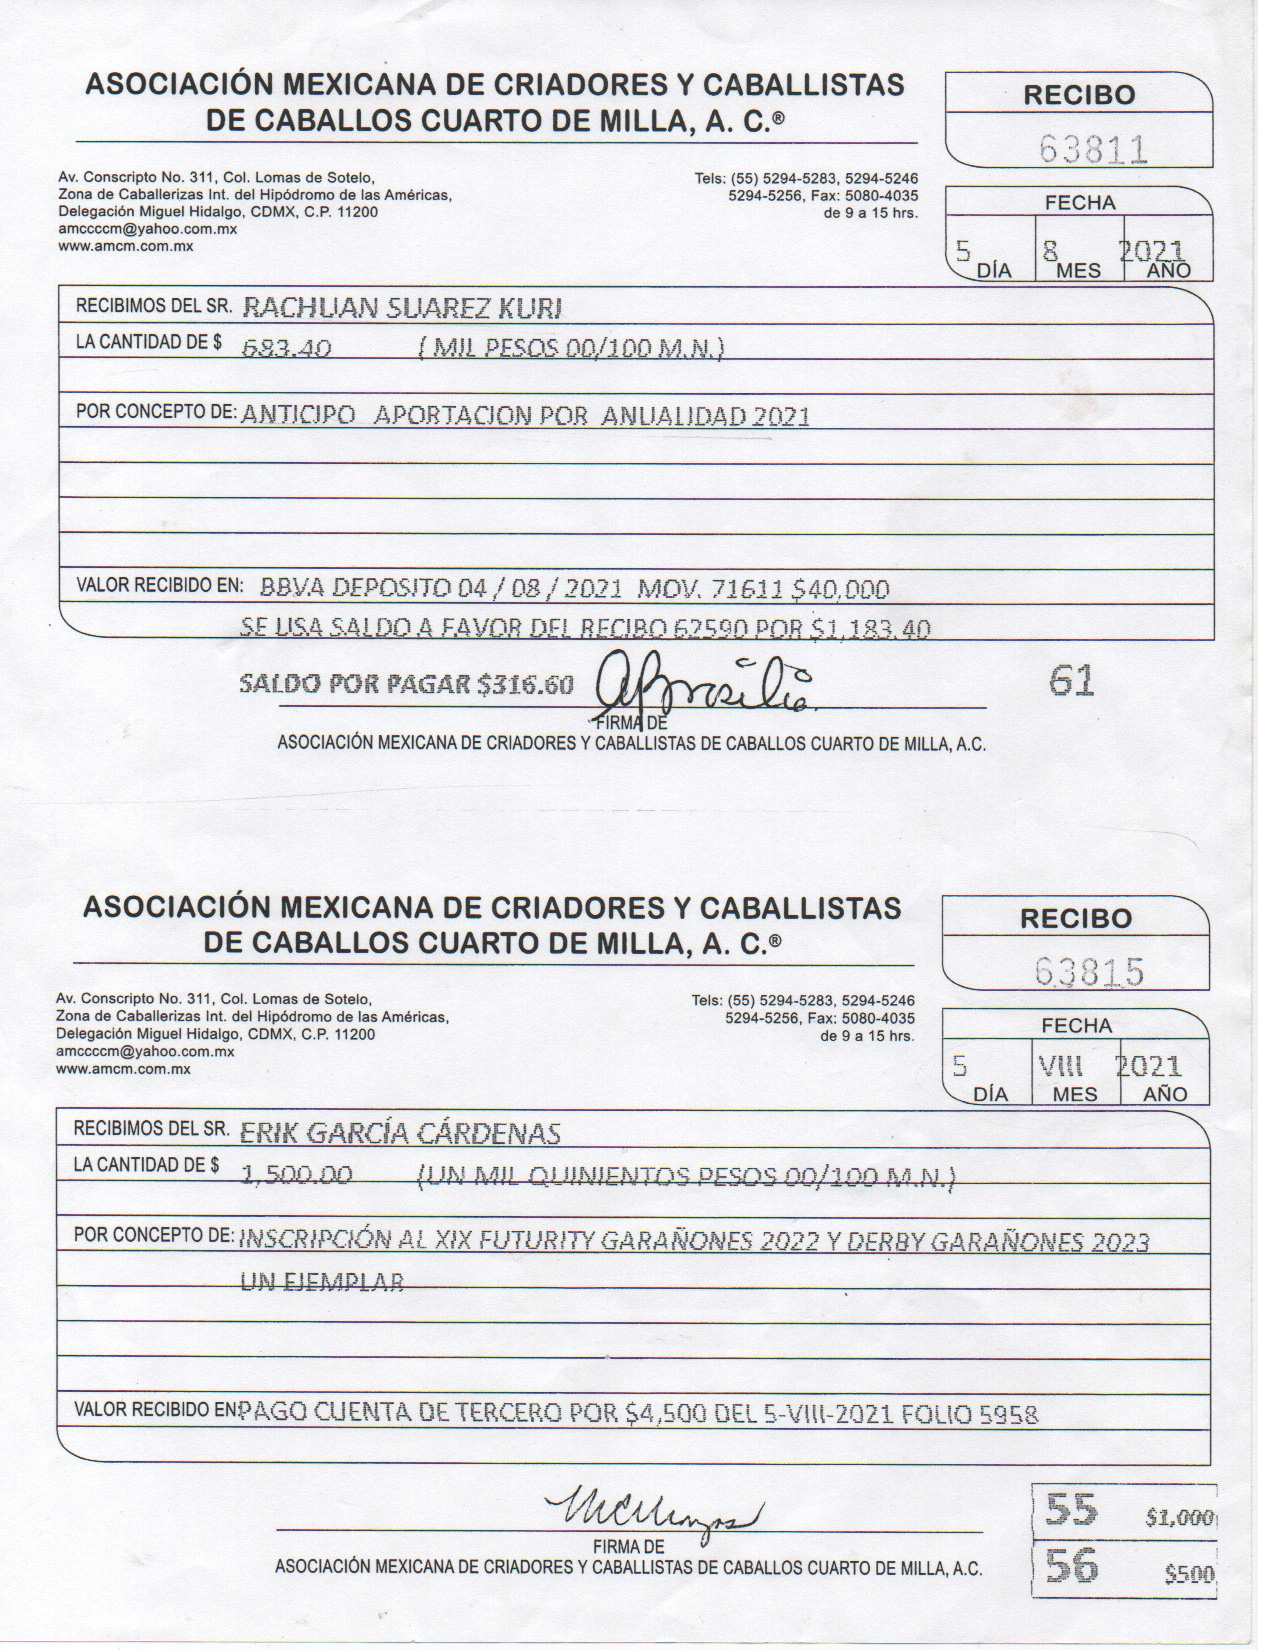 ASOCIACIÓN MEXICANA DE CRIADORES Y CABALLISTAS
DE CABALLOS CUARTO DE MILLA, A. C.®
RECIBO
63811
Av. Conscripto No. 311, Col. Lomas de Sotelo,
Zona de Caballerizas Int. del Hipódromo de las Américas,
Delegación Miguel Hidalgo, CDMX, C.P. 11200
amccccm@yahoo.com.mx
www.amcm.com.mx
Tels: (55) 5294-5283, 5294-5246
5294-5256, Fax: 5080-4035
de 9 a 15 hrs.
FECHA
5 8 2021
DÍA MES AÑO
RECIBIMOS DEL SR. RACHUAN SUAREZ KURI
LA CANTIDAD DE $ 683.40 ( MIL PESOS 00/100 M.N.)
POR CONCEPTO DE: ANTICIPO APORTACION POR ANUALIDAD 2021
VALOR RECIBIDO EN: BBVA DEPOSITO 04 / 08 / 2021 MOV. 71611 $40,000
SE USA SALDO A FAVOR DEL RECIBO 62590 POR $1,183.40
SALDO POR PAGAR $316.60 ABrasilia 61
FIRMA DE
ASOCIACIÓN MEXICANA DE CRIADORES Y CABALLISTAS DE CABALLOS CUARTO DE MILLA, A.C.
ASOCIACIÓN MEXICANA DE CRIADORES Y CABALLISTAS
DE CABALLOS CUARTO DE MILLA, A. C.®
RECIBO
63815
Av. Conscripto No. 311, Col. Lomas de Sotelo,
Zona de Caballerizas Int. del Hipódromo de las Américas,
Delegación Miguel Hidalgo, CDMX, C.P. 11200
amccccm@yahoo.com.mx
www.amcm.com.mx
Tels: (55) 5294-5283, 5294-5246
5294-5256, Fax: 5080-4035
de 9 a 15 hrs.
FECHA
5 VIII 2021
DÍA MES AÑO
RECIBIMOS DEL SR. ERIK GARCÍA CÁRDENAS
LA CANTIDAD DE $ 1,500.00 (UN MIL QUINIENTOS PESOS 00/100 M.N.)
POR CONCEPTO DE: INSCRIPCIÓN AL XIX FUTURITY GARAÑONES 2022 Y DERBY GARAÑONES 2023
UN EJEMPLAR
VALOR RECIBIDO EN: PAGO CUENTA DE TERCERO POR $4,500 DEL 5-VIII-2021 FOLIO 5958
55 $1,000
56 $500
FIRMA DE
ASOCIACIÓN MEXICANA DE CRIADORES Y CABALLISTAS DE CABALLOS CUARTO DE MILLA, A.C.